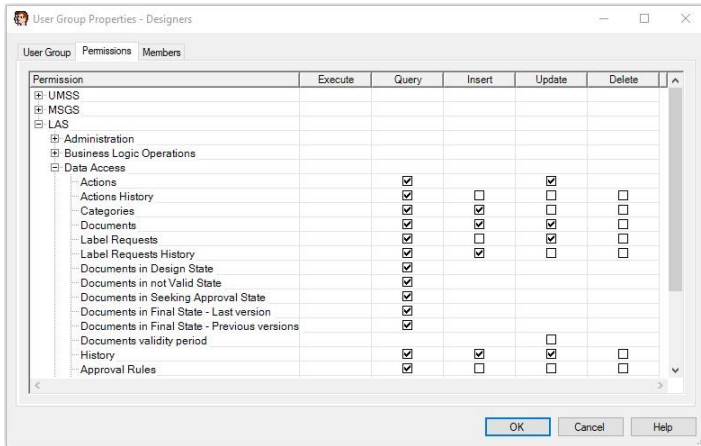 User Group Properties - Designers
User Group Permissions Members
Permission Execute Query Insert Update Delete
UMSS
MSGS
LAS
Administration
Business Logic Operations
Data Access
Actions
Actions History
Categories
Documents
Label Requests
Label Requests History
Documents in Design State
Documents in not Valid State
Documents in Seeking Approval State
Documents in Final State - Last version
Documents in Final State - Previous versions
Documents validity period
History
Approval Rules
OK Cancel Help